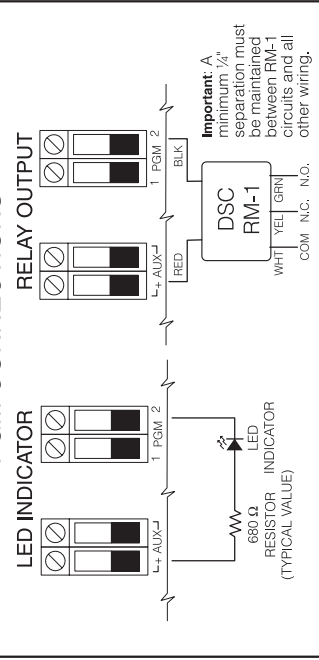 LED INDICATOR
+ AUX -
1 PGM 2
680 Ω
RESISTOR
(TYPICAL VALUE)
LED
INDICATOR
RELAY OUTPUT
+ AUX -
1 PGM 2
RED
BLK
DSC
RM-1
WHT YEL GRN
COM N.C. N.O.
Important: A
minimum ¼"
separation must
be maintained
between RM-1
circuits and all
other wiring.